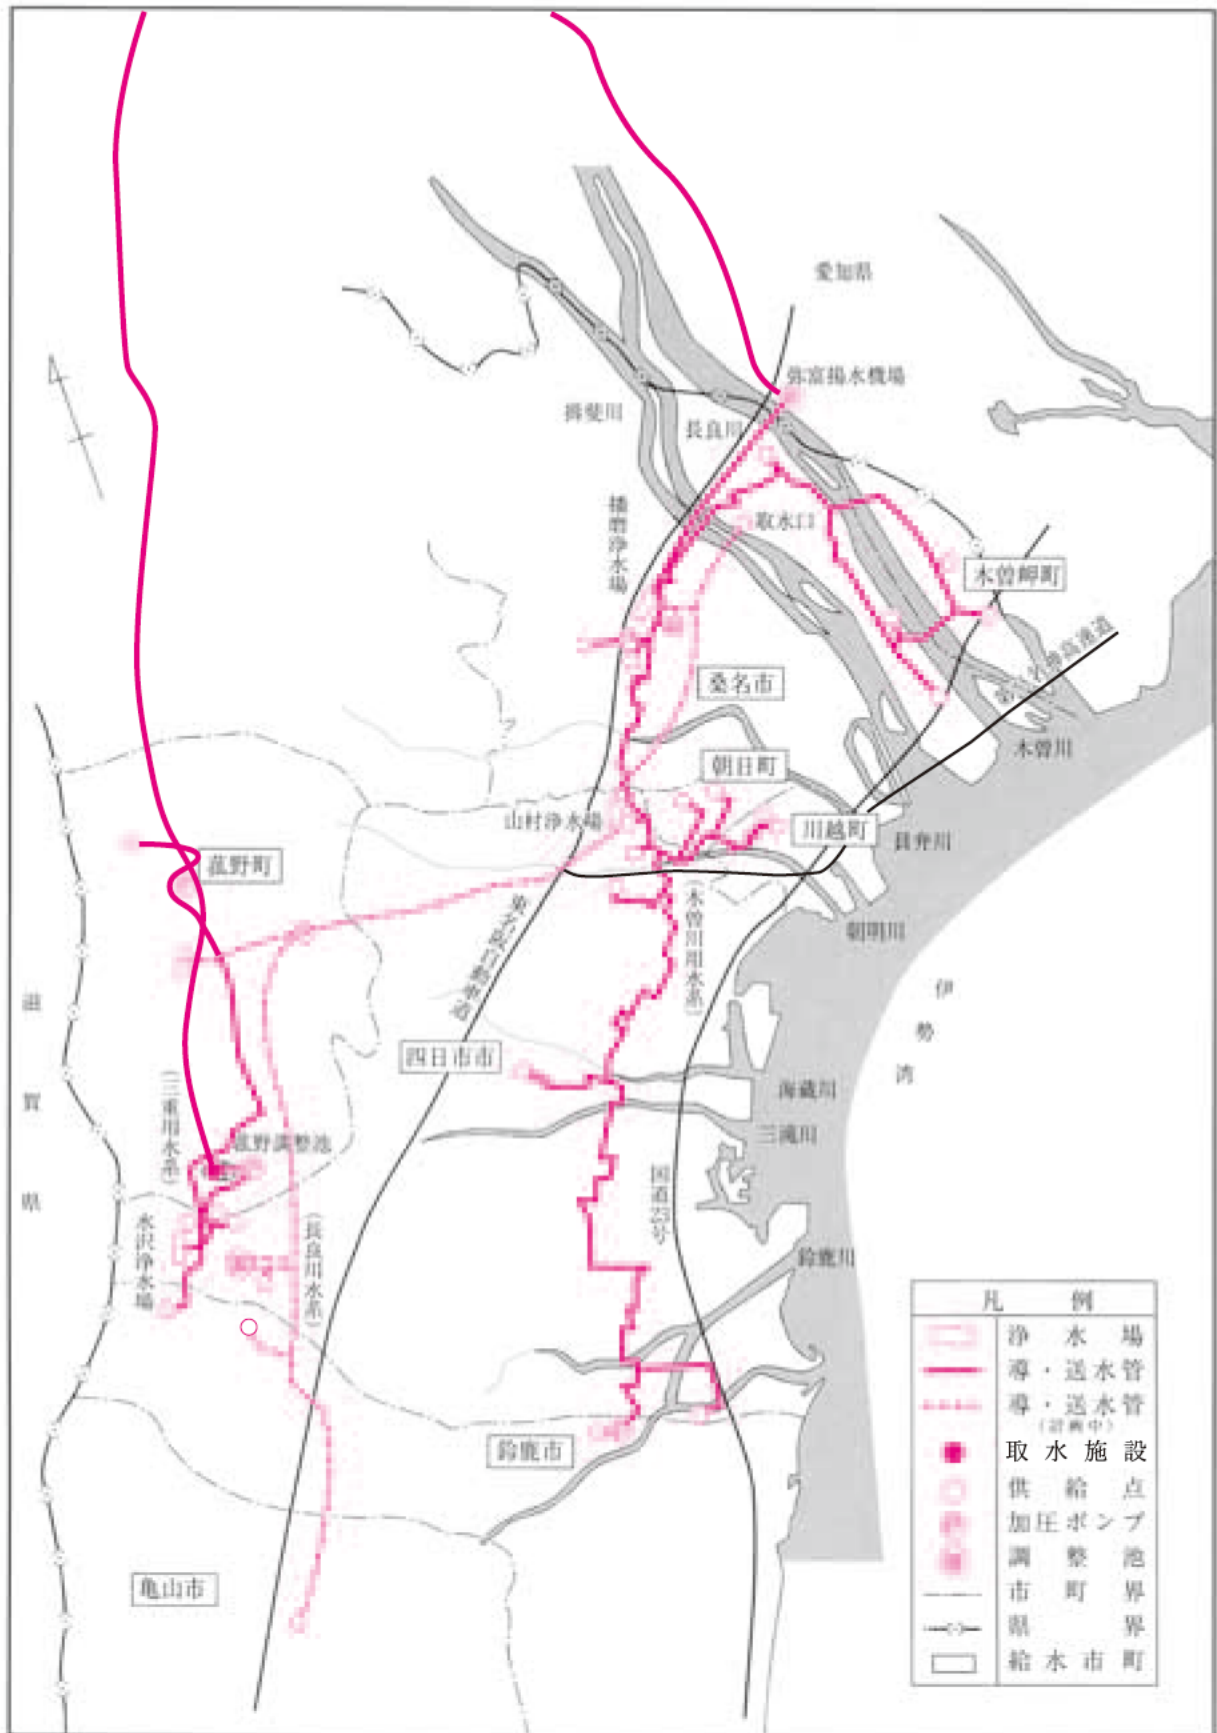 愛知県
弥富揚水機場
揖斐川
長良川
取水口
播磨浄水場
木曽岬町
桑名市
木曽川
朝日町
山村浄水場
川越町
員弁川
菰野町
東名阪自動車道
(木曽川用水系)
朝明川
伊勢湾
滋賀県
四日市市
海蔵川
三滝川
(三重用水系)
菰野調整池
国道23号
水沢浄水場
(長良川水系)
鈴鹿川
鈴鹿市
亀山市
凡例
浄水場
導・送水管
導・送水管
(計画中)
取水施設
供給点
加圧ポンプ
調整池
市町界
県界
給水市町